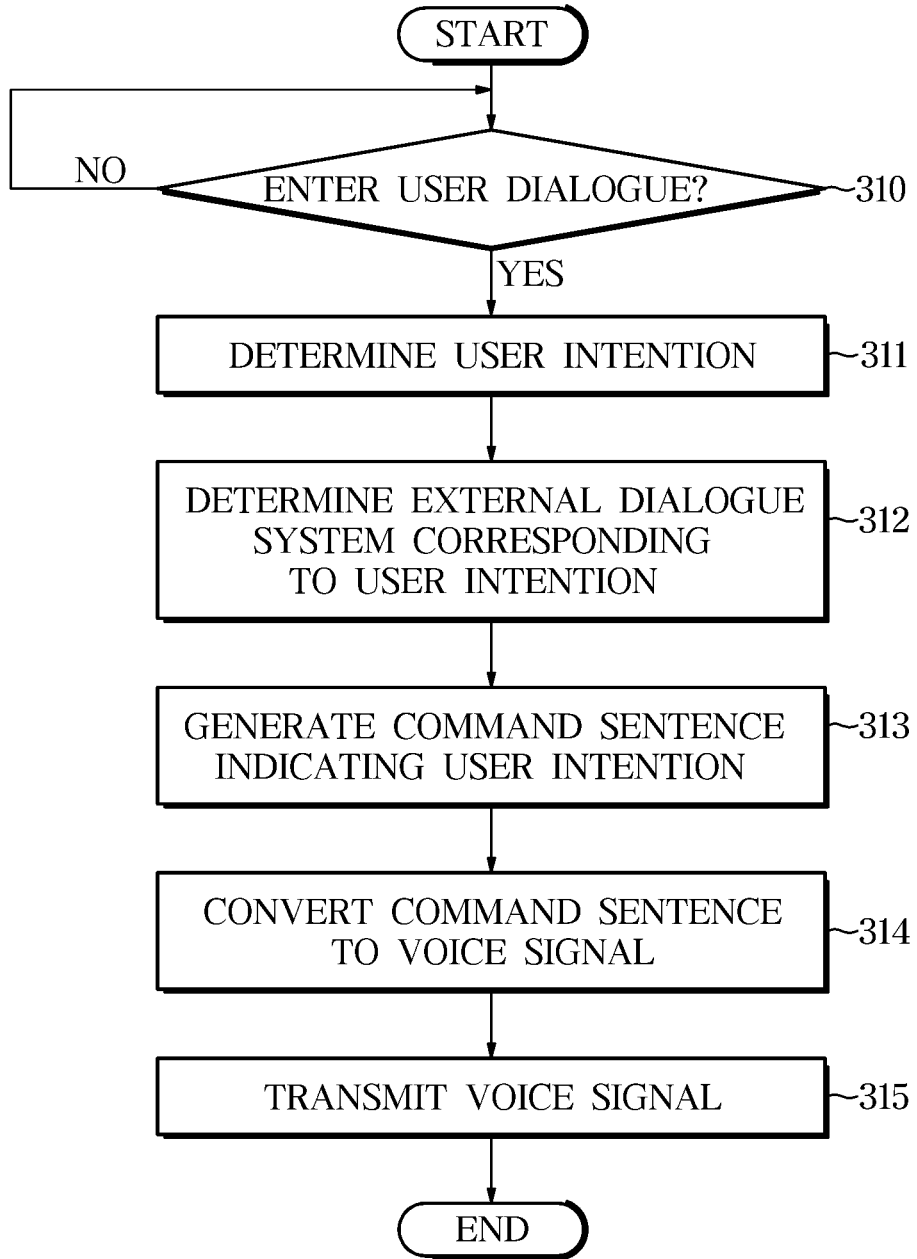 START
NO
ENTER USER DIALOGUE?
310
YES
DETERMINE USER INTENTION
311
DETERMINE EXTERNAL DIALOGUE
SYSTEM CORRESPONDING
TO USER INTENTION
312
GENERATE COMMAND SENTENCE
INDICATING USER INTENTION
313
CONVERT COMMAND SENTENCE
TO VOICE SIGNAL
314
TRANSMIT VOICE SIGNAL
315
END